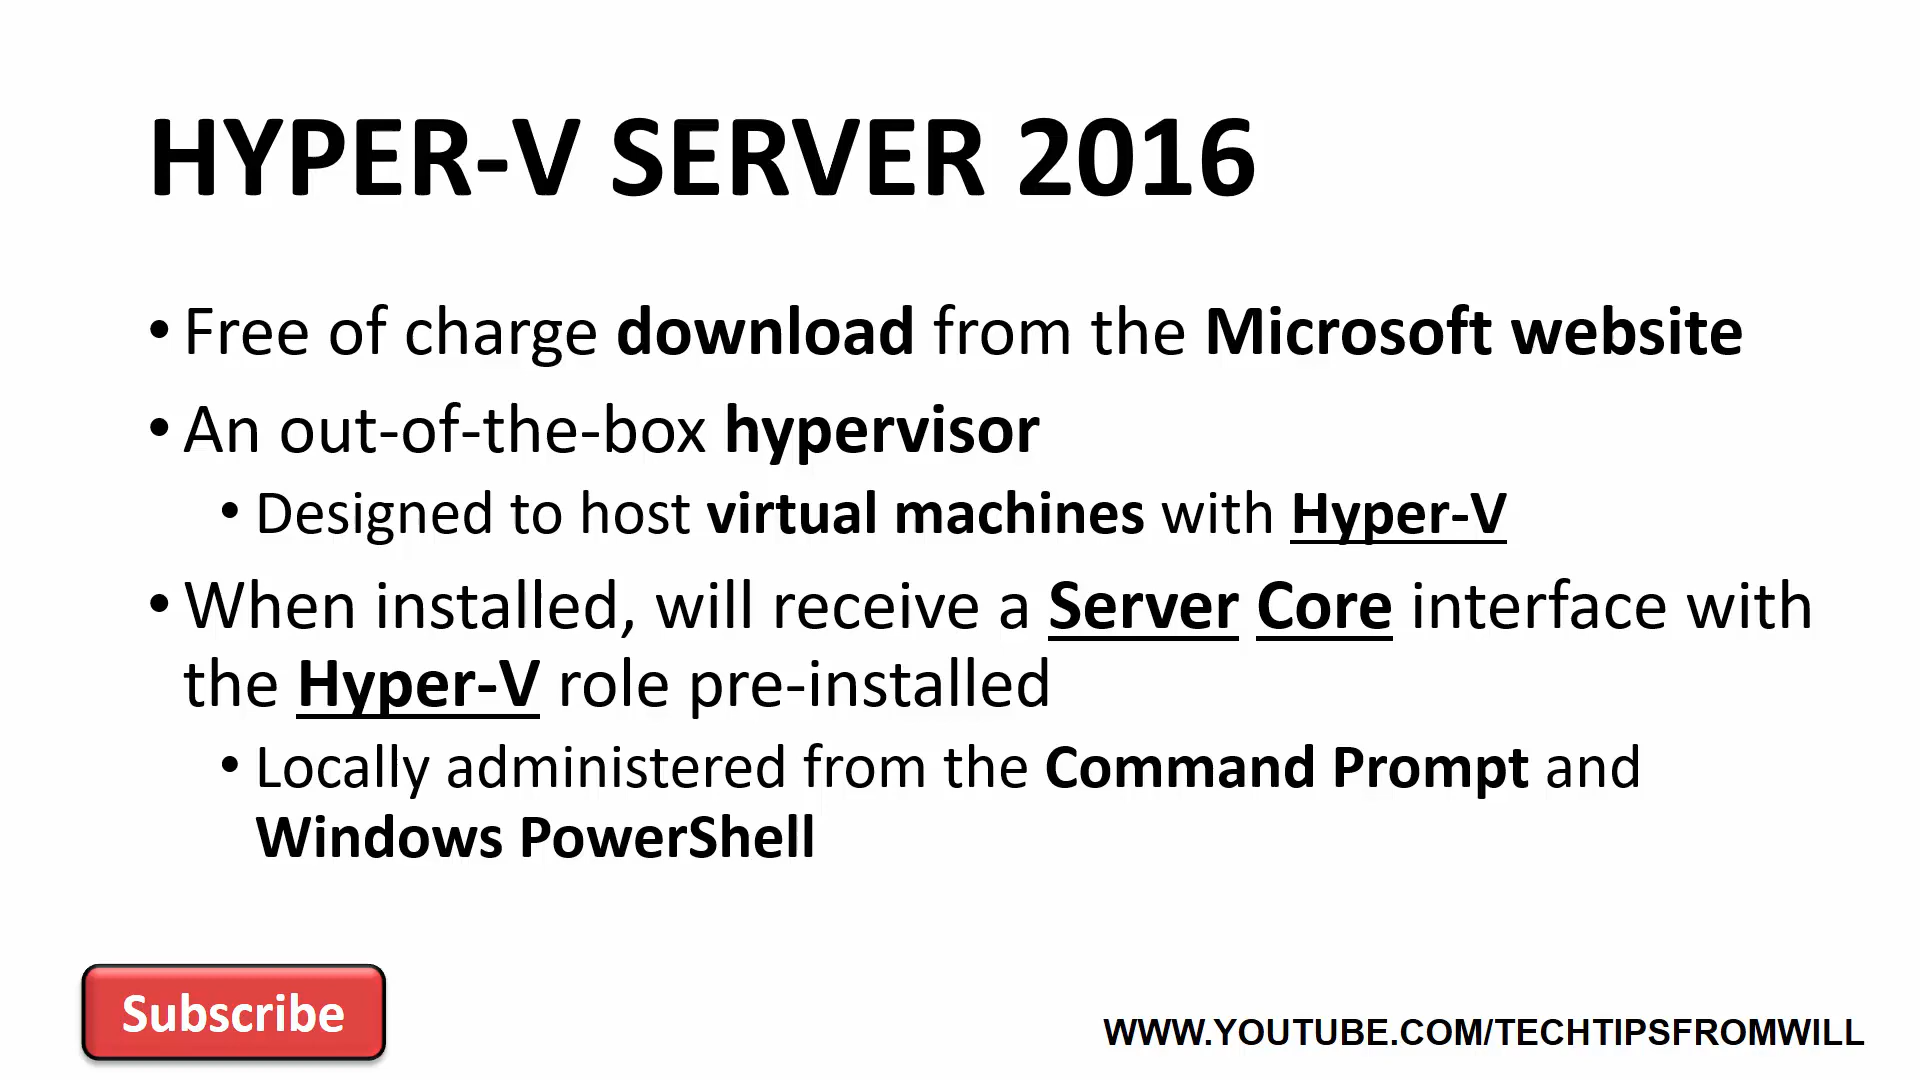 HYPER-V SERVER 2016
• Free of charge download from the Microsoft website
• An out-of-the-box hypervisor
• Designed to host virtual machines with Hyper-V
• When installed, will receive a Server Core interface with
the Hyper-V role pre-installed
• Locally administered from the Command Prompt and
Windows PowerShell
Subscribe
WWW.YOUTUBE.COM/TECHTIPSFROMWILL